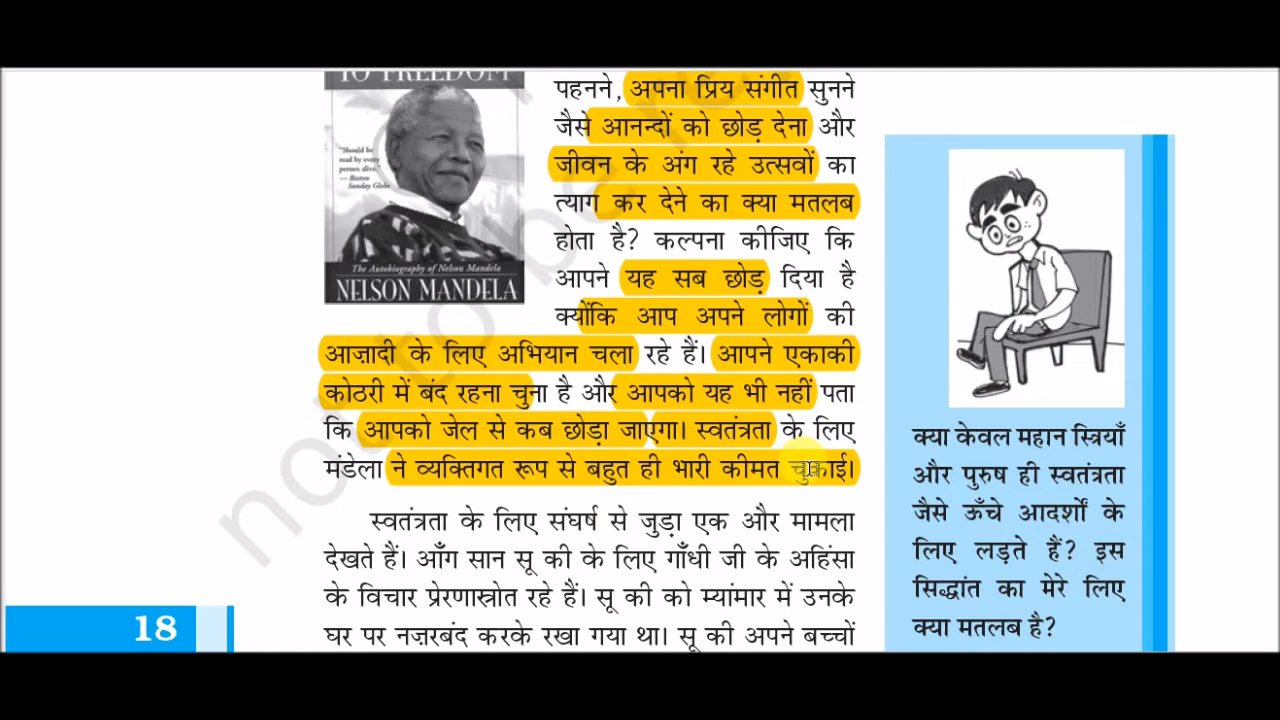 TO FREEDOM
"Should be
read by every
person alive."
— Boston
Sunday Globe
The Autobiography of Nelson Mandela
NELSON MANDELA
पहनने, अपना प्रिय संगीत सुनने
जैसे आनन्दों को छोड़ देना और
जीवन के अंग रहे उत्सवों का
त्याग कर देने का क्या मतलब
होता है? कल्पना कीजिए कि
आपने यह सब छोड़ दिया है
क्योंकि आप अपने लोगों की
आज़ादी के लिए अभियान चला रहे हैं। आपने एकाकी
कोठरी में बंद रहना चुना है और आपको यह भी नहीं पता
कि आपको जेल से कब छोड़ा जाएगा। स्वतंत्रता के लिए
मंडेला ने व्यक्तिगत रूप से बहुत ही भारी कीमत चुकाई।
स्वतंत्रता के लिए संघर्ष से जुड़ा एक और मामला
देखते हैं। आँग सान सू की के लिए गाँधी जी के अहिंसा
के विचार प्रेरणास्रोत रहे हैं। सू की को म्यांमार में उनके
घर पर नज़रबंद करके रखा गया था। सू की अपने बच्चों
क्या केवल महान स्त्रियाँ
और पुरुष ही स्वतंत्रता
जैसे ऊँचे आदर्शों के
लिए लड़ते हैं? इस
सिद्धांत का मेरे लिए
क्या मतलब है?
18